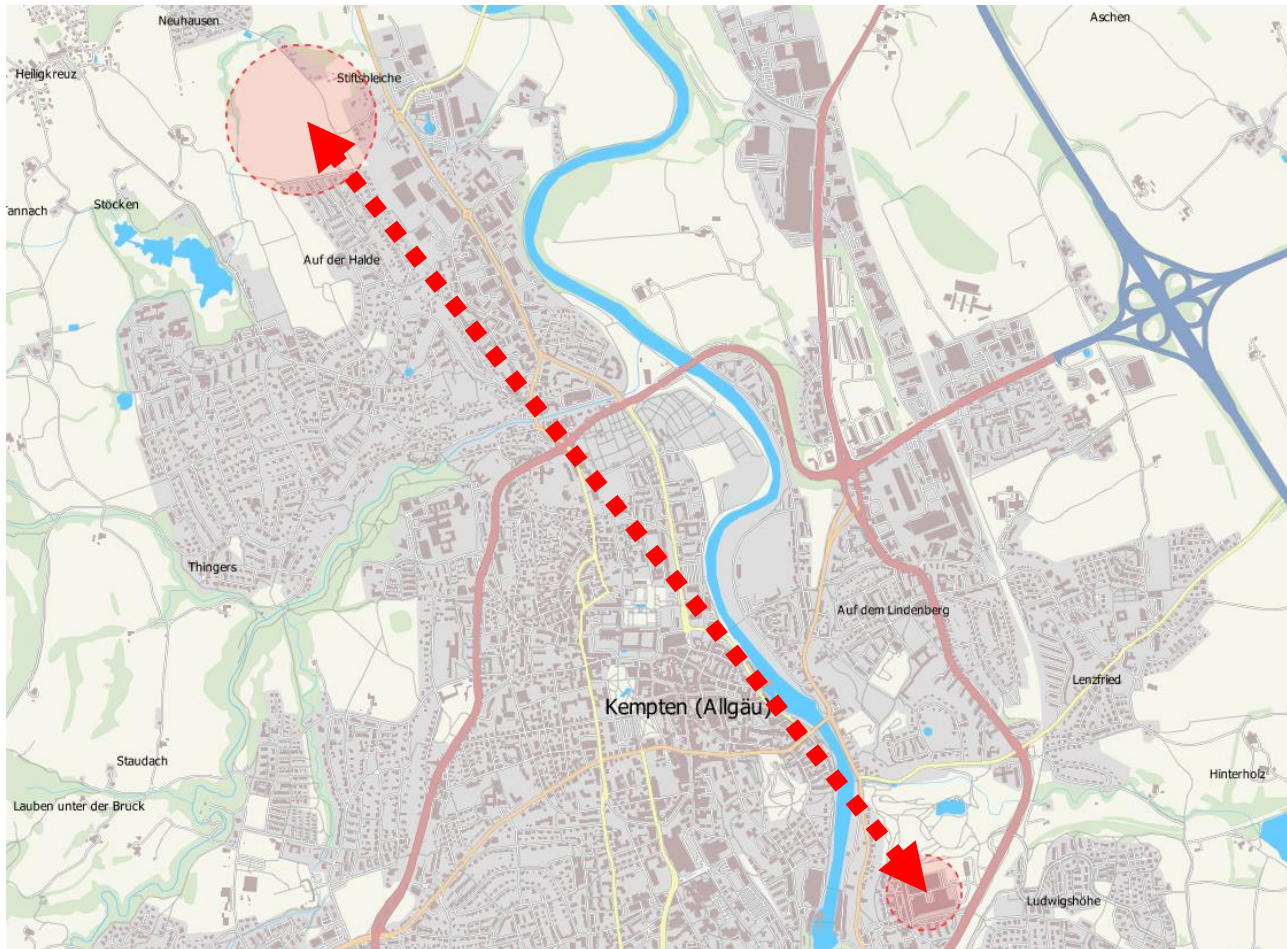 Neuhausen
Aschen
Heiligkreuz
Stiftsbleiche
Stöcken
Auf der Halde
Thingers
Auf dem Lindenberg
Lenzfried
Kempten (Allgäu)
Staudach
Hinterholz
Lauben unter der Bruck
Ludwigshöhe